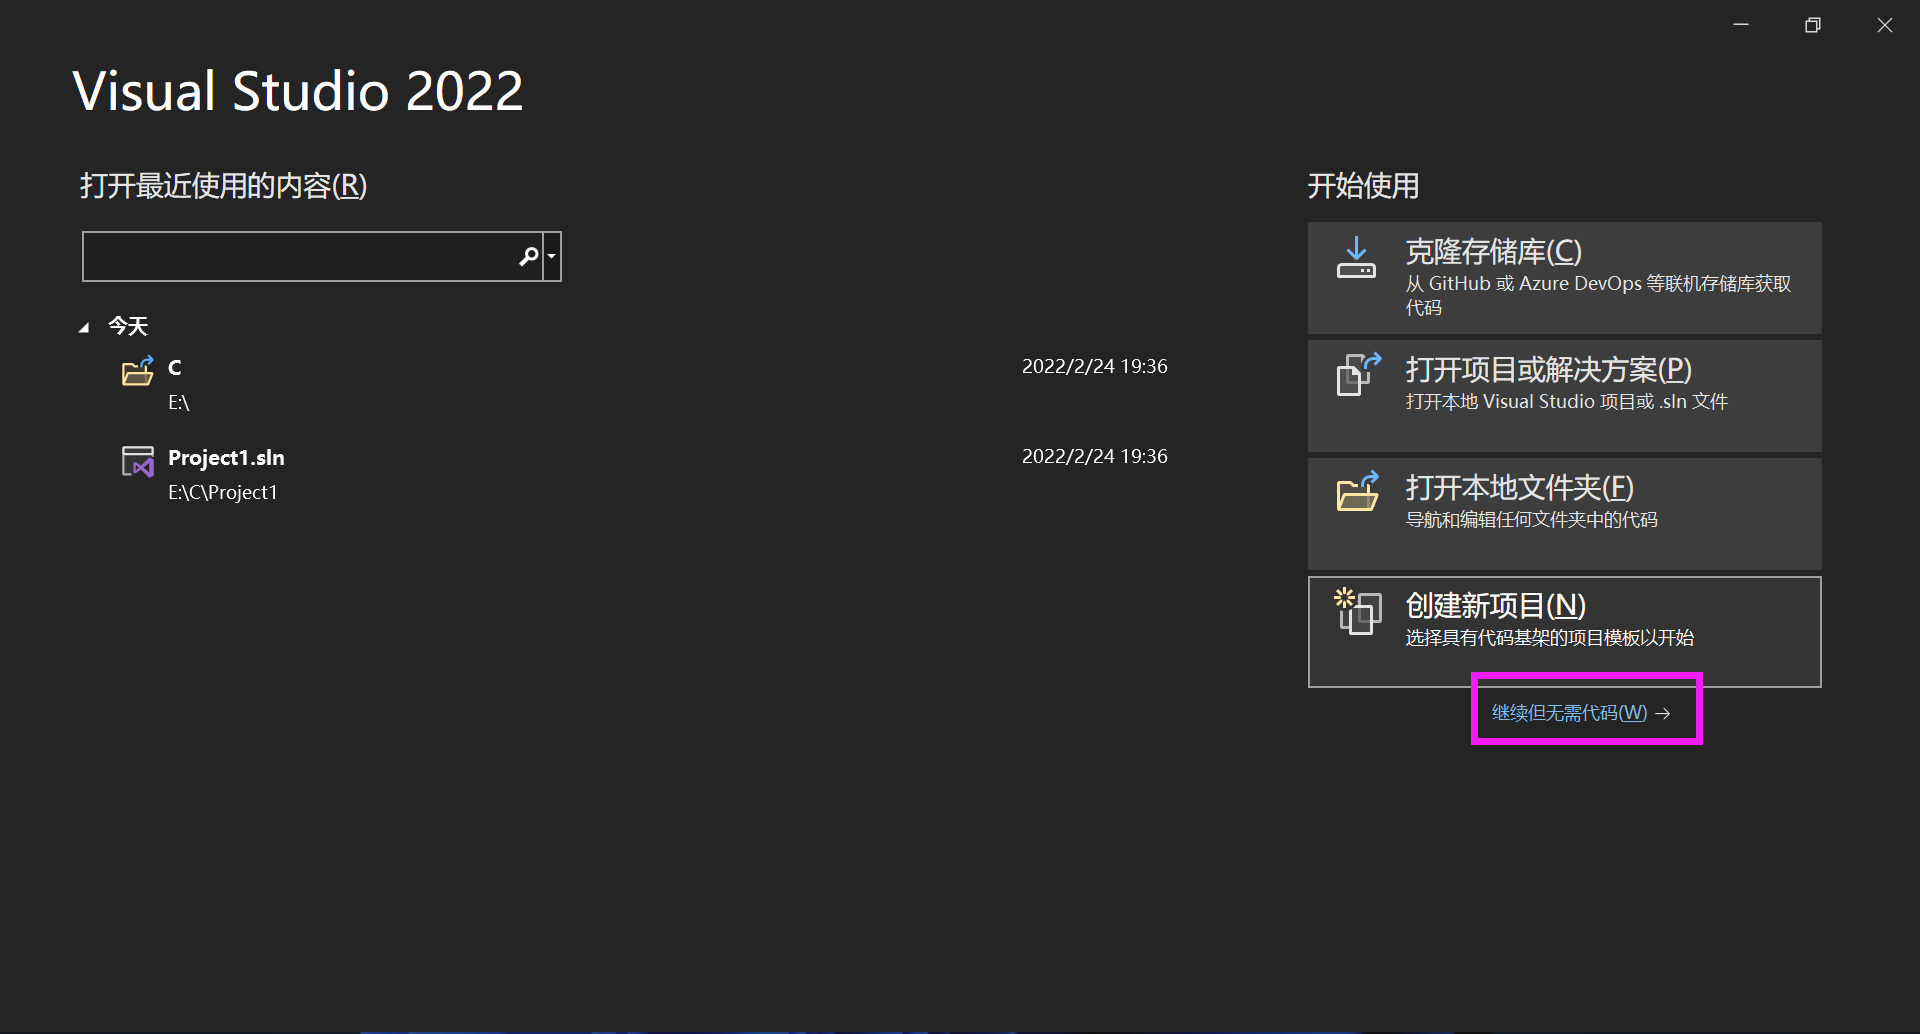 Visual Studio 2022
打开最近使用的内容(R)
今天
C
2022/2/24 19:36
E:\
Project1.sln
2022/2/24 19:36
E:\C\Project1
开始使用
克隆存储库(C)
从 GitHub 或 Azure DevOps 等联机存储库获取
代码
打开项目或解决方案(P)
打开本地 Visual Studio 项目或 .sln 文件
打开本地文件夹(F)
导航和编辑任何文件夹中的代码
创建新项目(N)
选择具有代码基架的项目模板以开始
继续但无需代码(W) →